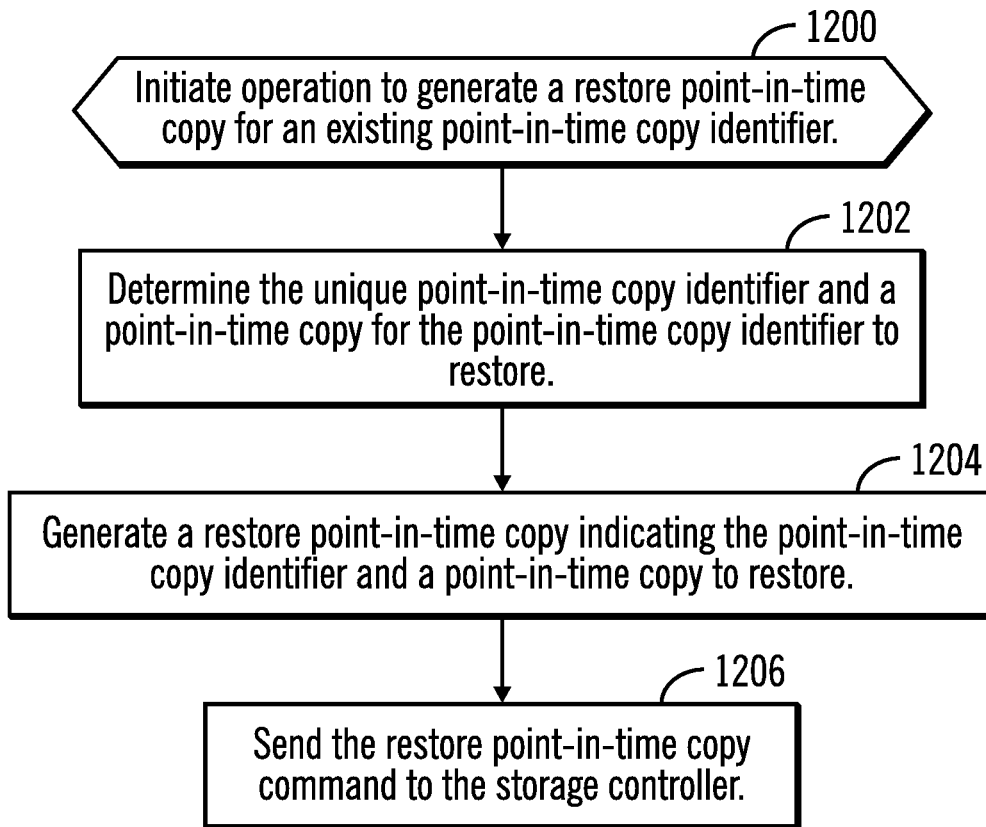 1200
Initiate operation to generate a restore point-in-time
copy for an existing point-in-time copy identifier.
1202
Determine the unique point-in-time copy identifier and a
point-in-time copy for the point-in-time copy identifier to
restore.
1204
Generate a restore point-in-time copy indicating the point-in-time
copy identifier and a point-in-time copy to restore.
1206
Send the restore point-in-time copy
command to the storage controller.